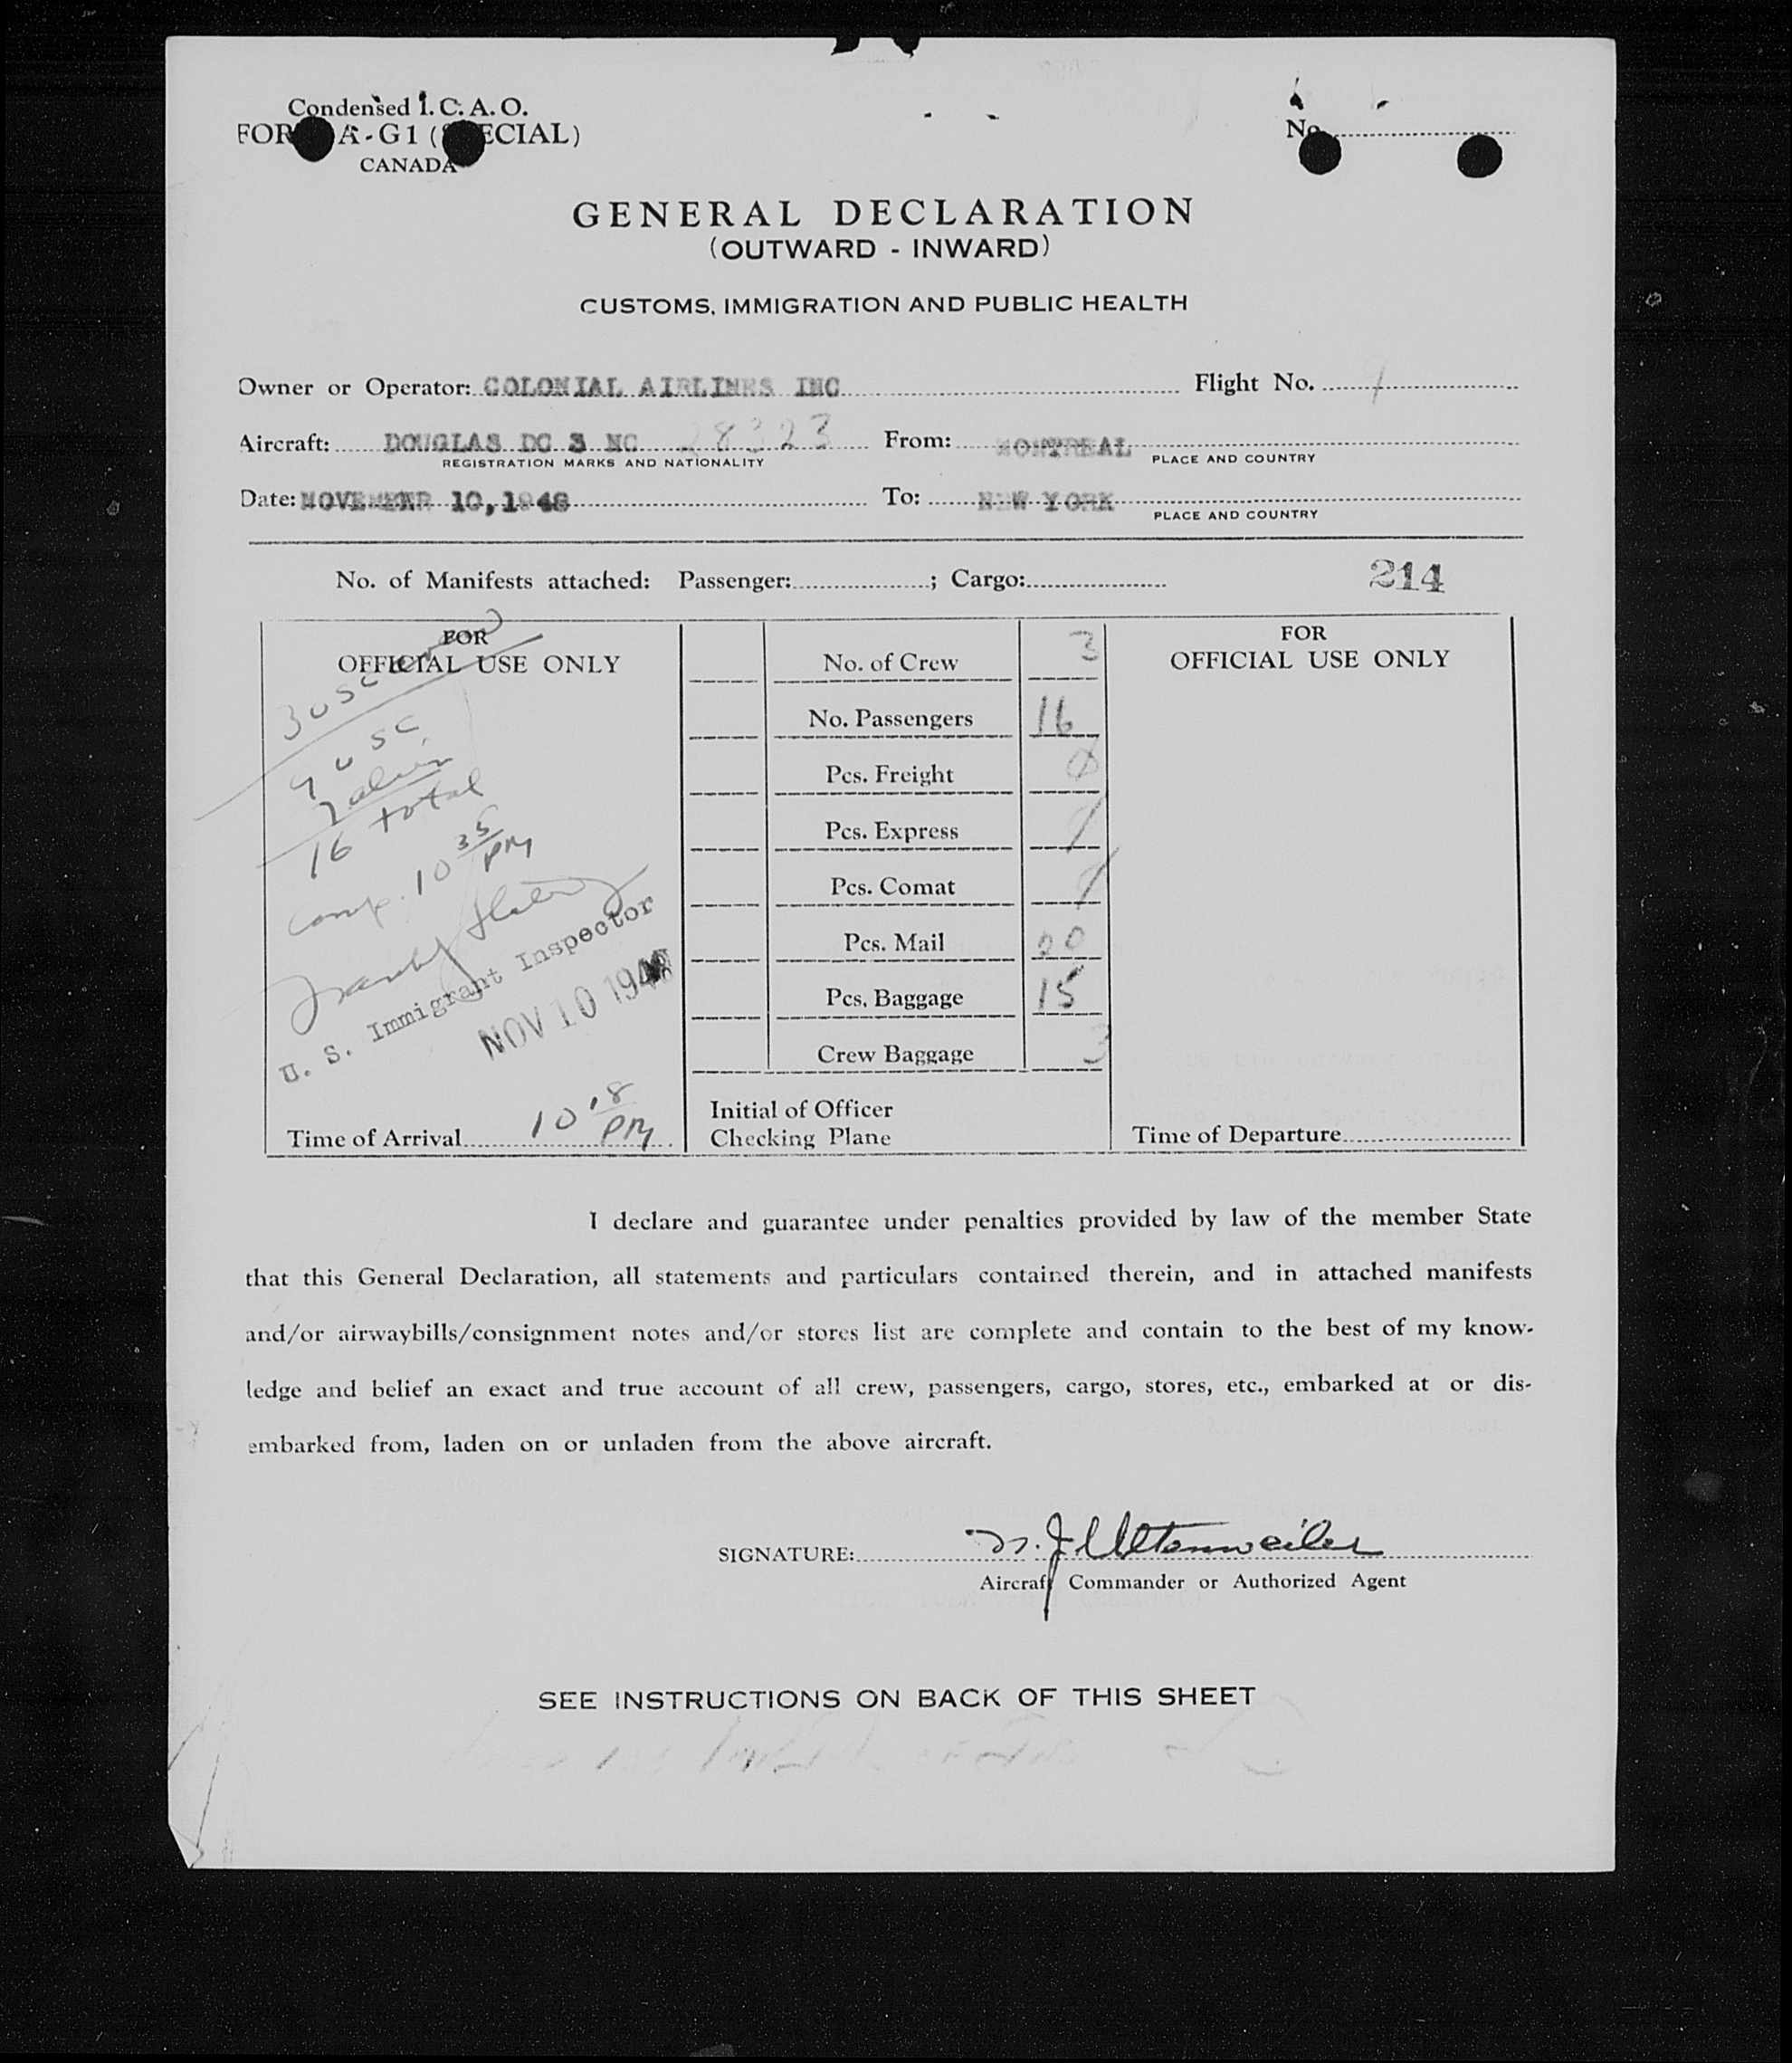 Condensed I. C. A. O.
FOR A-G1 ( ECIAL)
CANADA
No.
GENERAL DECLARATION
(OUTWARD - INWARD)
CUSTOMS, IMMIGRATION AND PUBLIC HEALTH
Owner or Operator: COLONIAL AIRLINES INC Flight No. 1
Aircraft: DOUGLAS DC 3 NC 28323 From: MONTREAL
REGISTRATION MARKS AND NATIONALITY PLACE AND COUNTRY
Date: NOVEMBER 10,1948 To: NEW YORK
PLACE AND COUNTRY
No. of Manifests attached: Passenger: ; Cargo: 214
FOR
OFFICIAL USE ONLY
3 USC
USC
alien
16 total
comp. 10 35 PM
U. S. Immigrant Inspector
NOV 10 1948
Time of Arrival 10 18 PM
No. of Crew 3
No. Passengers 16
Pcs. Freight 0
Pcs. Express 1
Pcs. Comat 1
Pcs. Mail 20
Pcs. Baggage 15
Crew Baggage 3
Initial of Officer
Checking Plane
FOR
OFFICIAL USE ONLY
Time of Departure
I declare and guarantee under penalties provided by law of the member State
that this General Declaration, all statements and particulars contained therein, and in attached manifests
and/or airwaybills/consignment notes and/or stores list are complete and contain to the best of my know-
ledge and belief an exact and true account of all crew, passengers, cargo, stores, etc., embarked at or dis-
embarked from, laden on or unladen from the above aircraft.
SIGNATURE:
Aircraft Commander or Authorized Agent
SEE INSTRUCTIONS ON BACK OF THIS SHEET